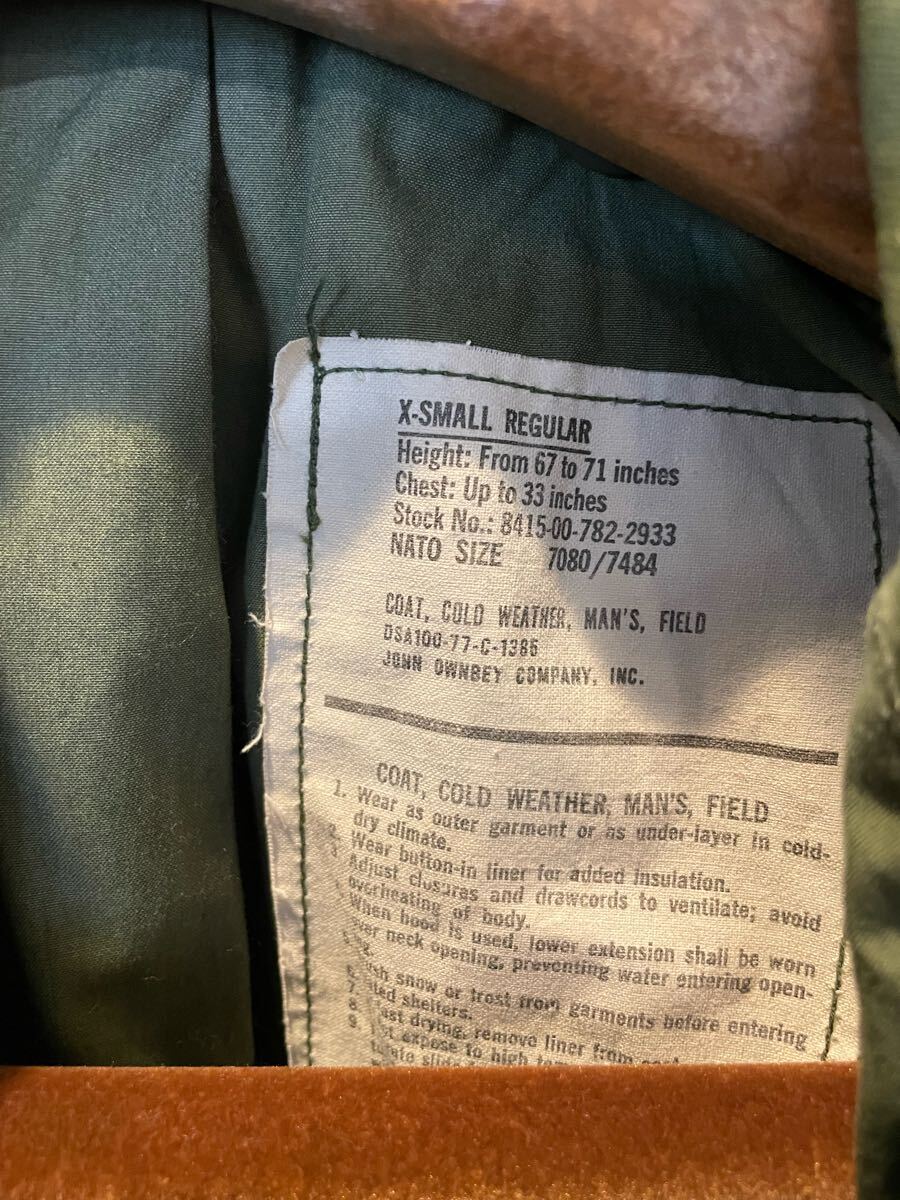 X-SMALL REGULAR
Height: From 67 to 71 inches
Chest: Up to 33 inches
Stock No.: 8415-00-782-2933
NATO SIZE 7080/7484
COAT, COLD WEATHER, MAN'S, FIELD
DSA100-77-C-1386
JOHN OWNBEY COMPANY, INC.
COAT, COLD WEATHER, MAN'S, FIELD
1. Wear as outer garment or as under-layer in cold-
dry climate.
2. Wear button-in liner for added insulation.
3. Adjust closures and drawcords to ventilate; avoid
overheating of body.
When hood is used, lower extension shall be worn
over neck opening, preventing water entering open-
snow or frost from garments before entering
shelters.
drying, remove liner from
expose to high